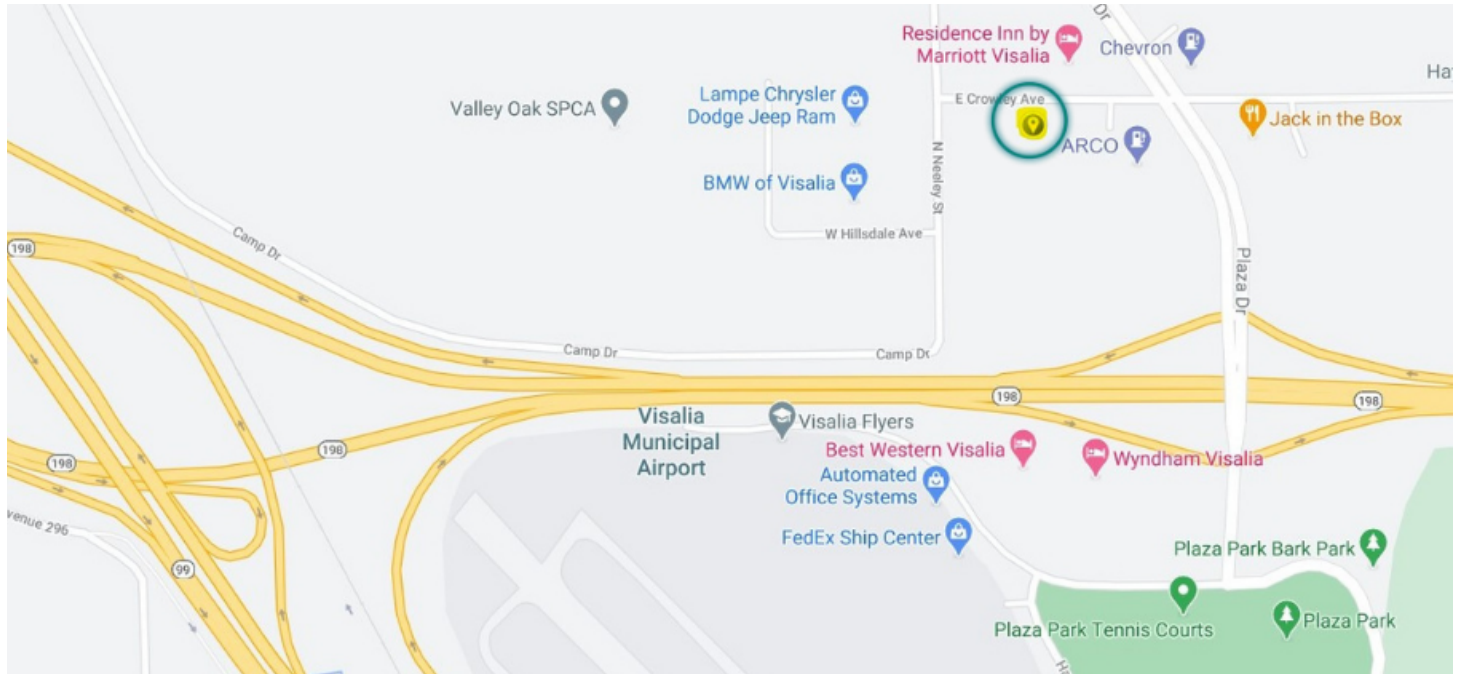 Dr
Residence Inn by
Marriott Visalia
Chevron
Ha
E Crowley Ave
Lampe Chrysler
Dodge Jeep Ram
Valley Oak SPCA
Jack in the Box
ARCO
N Neeley St
BMW of Visalia
W Hillsdale Ave
Camp Dr
198
Plaza Dr
Camp Dr
Camp Dr
198
198
Visalia
Municipal
Airport
Visalia Flyers
198
198
Best Western Visalia
Wyndham Visalia
Automated
Office Systems
FedEx Ship Center
venue 296
99
Plaza Park Bark Park
Plaza Park Tennis Courts
Plaza Park
Ha